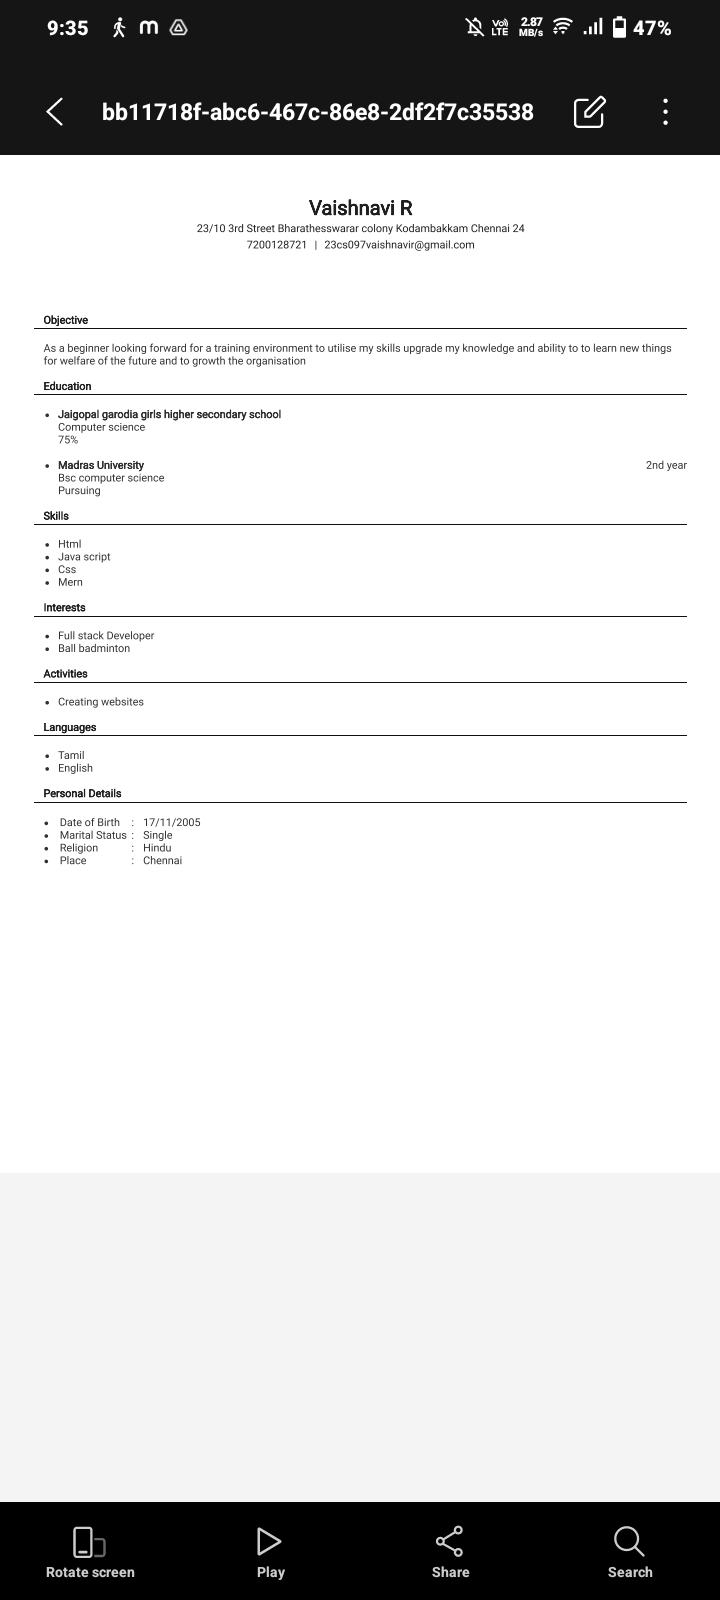 9:35 m Vo) LTE 2.87 MB/s 47%
bb11718f-abc6-467c-86e8-2df2f7c35538
Vaishnavi R
23/10 3rd Street Bharathesswarar colony Kodambakkam Chennai 24
7200128721 | 23cs097vaishnavir@gmail.com
Objective
As a beginner looking forward for a training environment to utilise my skills upgrade my knowledge and ability to to learn new things
for welfare of the future and to growth the organisation
Education
• Jaigopal garodia girls higher secondary school
Computer science
75%
• Madras University 2nd year
Bsc computer science
Pursuing
Skills
• Html
• Java script
• Css
• Mern
Interests
• Full stack Developer
• Ball badminton
Activities
• Creating websites
Languages
• Tamil
• English
Personal Details
• Date of Birth : 17/11/2005
• Marital Status : Single
• Religion : Hindu
• Place : Chennai
Rotate screen Play Share Search